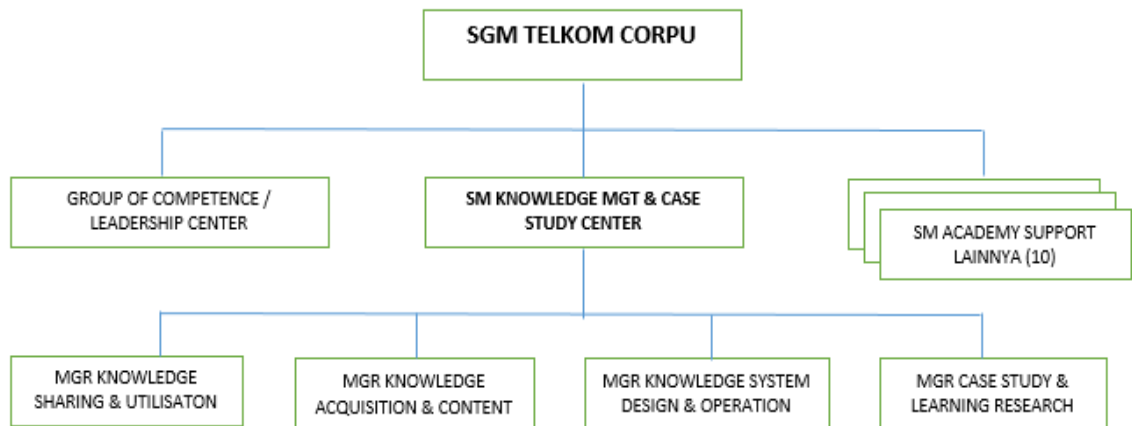 SGM TELKOM CORPU
GROUP OF COMPETENCE /
LEADERSHIP CENTER
SM KNOWLEDGE MGT & CASE
STUDY CENTER
SM ACADEMY SUPPORT
LAINNYA (10)
MGR KNOWLEDGE
SHARING & UTILISATON
MGR KNOWLEDGE
ACQUISITION & CONTENT
MGR KNOWLEDGE SYSTEM
DESIGN & OPERATION
MGR CASE STUDY &
LEARNING RESEARCH